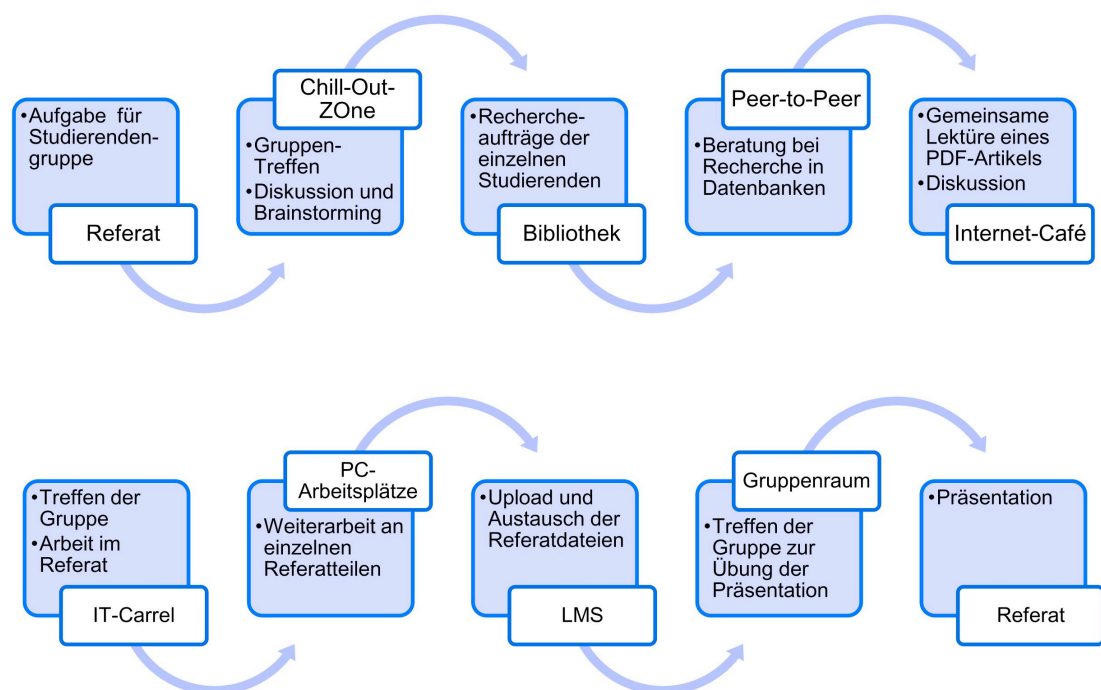 •Aufgabe für
Studierenden-
gruppe
Referat
Chill-Out-
ZOne
•Gruppen-
Treffen
•Diskussion und
Brainstorming
•Recherche-
aufträge der
einzelnen
Studierenden
Bibliothek
Peer-to-Peer
•Beratung bei
Recherche in
Datenbanken
•Gemeinsame
Lektüre eines
PDF-Artikels
•Diskussion
Internet-Café
•Treffen der
Gruppe
•Arbeit im
Referat
IT-Carrel
PC-
Arbeitsplätze
•Weiterarbeit an
einzelnen
Referatteilen
•Upload und
Austausch der
Referatdateien
LMS
Gruppenraum
•Treffen der
Gruppe zur
Übung der
Präsentation
•Präsentation
Referat